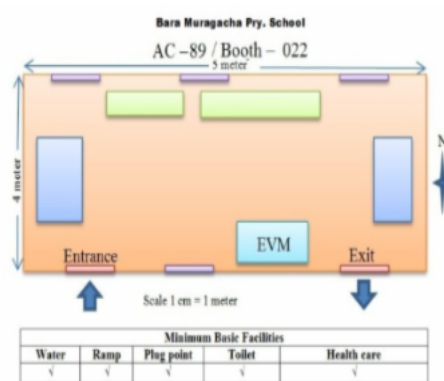 Bara Muragacha Pry. School
AC -89 / Booth - 022
5 meter
4 meter
N
EVM
Entrance
Exit
Scale 1 cm = 1 meter
Minimum Basic Facilities
Water Ramp Plug point Toilet Health care
√ √ √ √ √